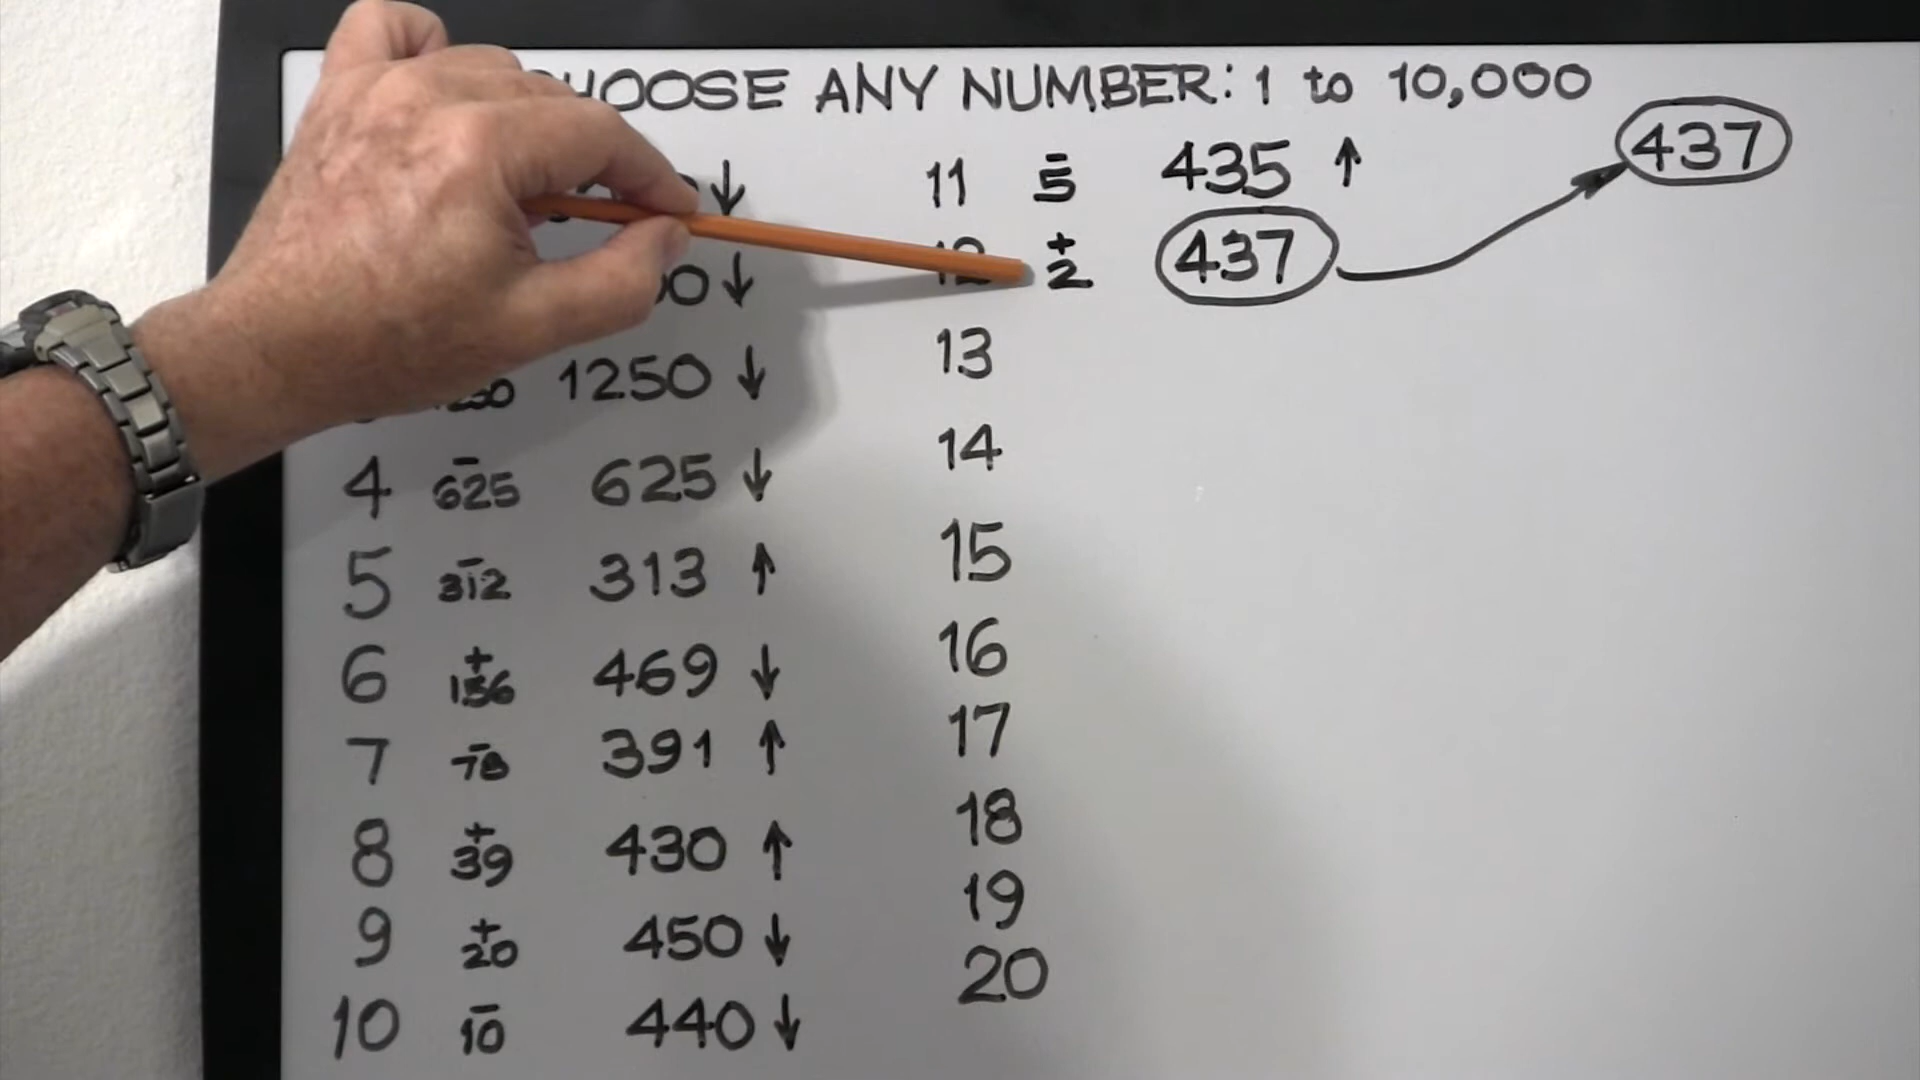 ANY NUMBER: 1 to 10,000
↓
↓
1250 ↓
4 -625 625 ↓
5 -312 313 ↑
6 +156 469 ↓
7 -78 391 ↑
8 +39 430 ↑
9 +20 450 ↓
10 -10 440 ↓
11 -5 435 ↑
12 +2 437
437
13
14
15
16
17
18
19
20